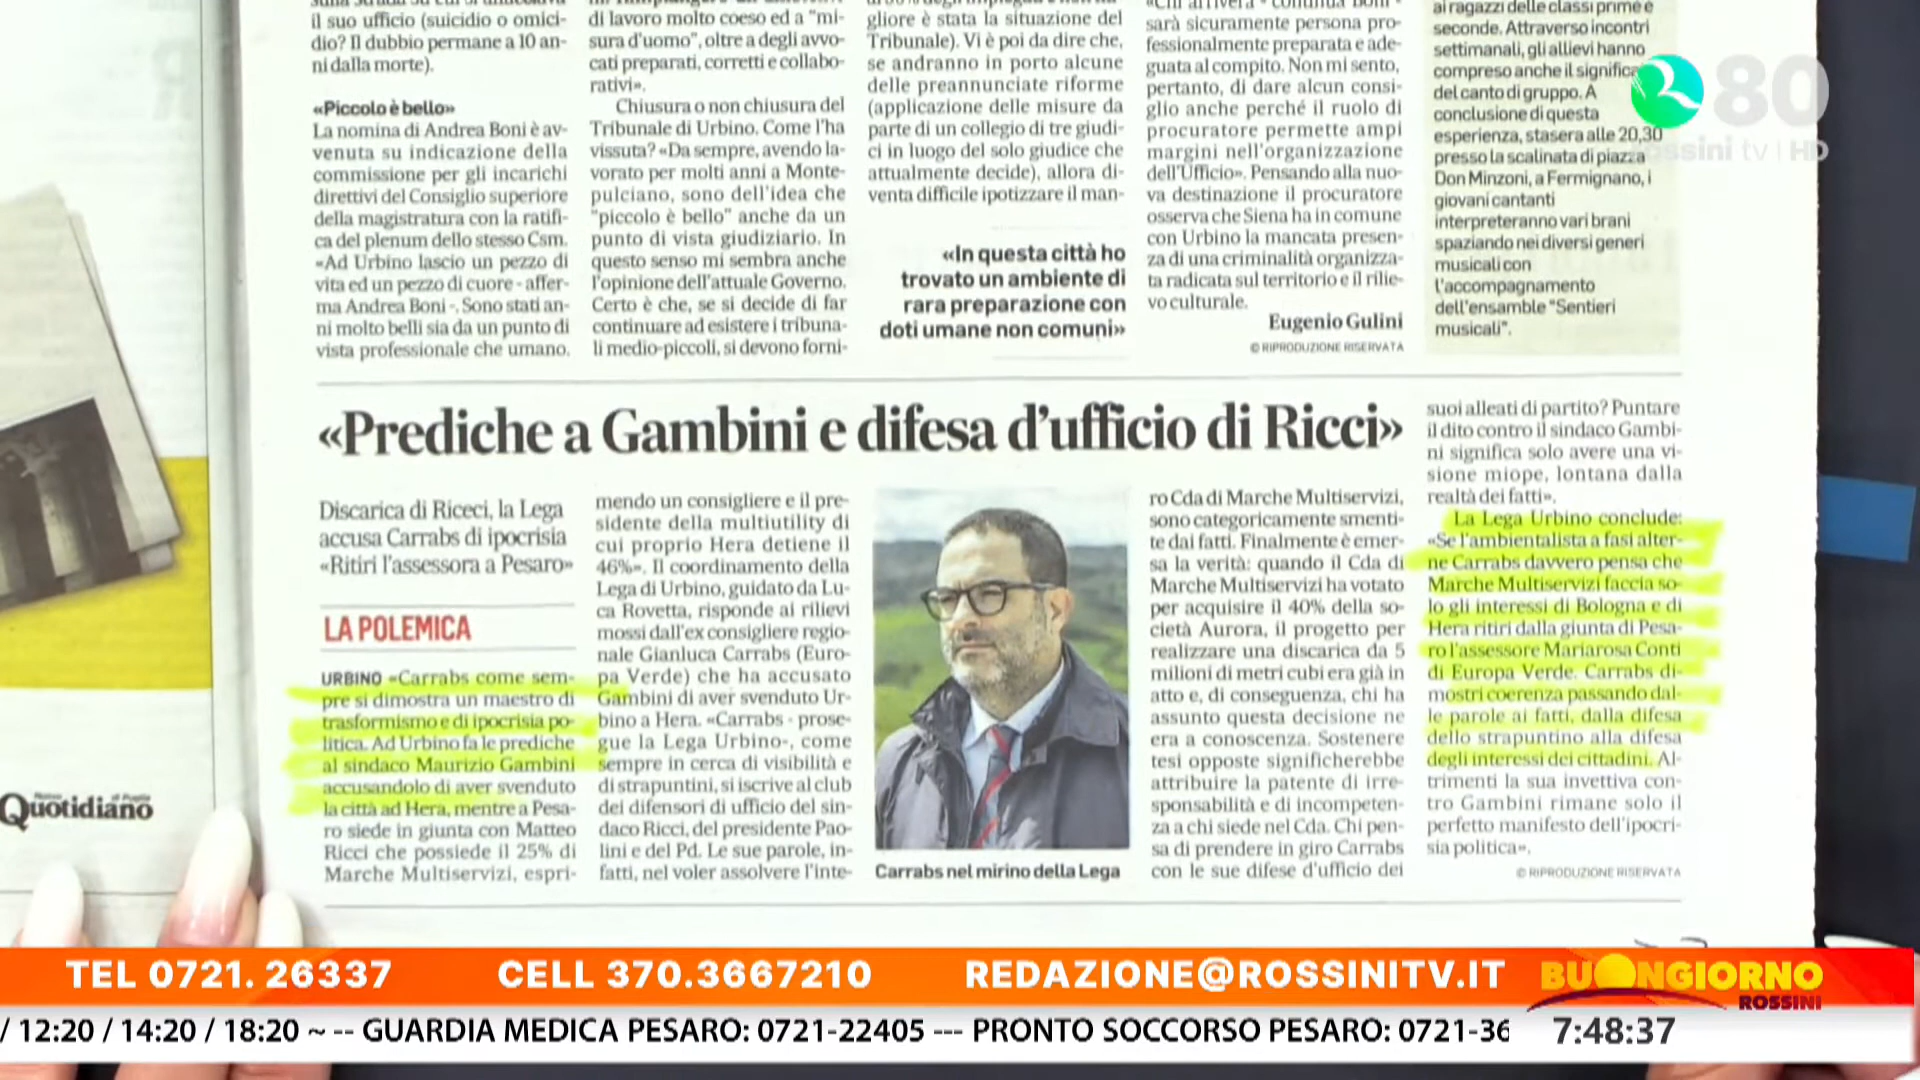 il suo ufficio (suicidio o omici-
dio? Il dubbio permane a 10 an-
ni dalla morte).
«Piccolo è bello»
La nomina di Andrea Boni è av-
venuta su indicazione della
commissione per gli incarichi
direttivi del Consiglio superiore
della magistratura con la ratifi-
ca del plenum dello stesso Csm.
«Ad Urbino lascio un pezzo di
vita ed un pezzo di cuore - affer-
ma Andrea Boni -. Sono stati an-
ni molto belli sia da un punto di
vista professionale che umano.
di lavoro molto coeso ed a "mi-
sura d'uomo", oltre a degli avvo-
cati preparati, corretti e collabo-
rativi».
Chiusura o non chiusura del
Tribunale di Urbino. Come l'ha
vissuta? «Da sempre, avendo la-
vorato per molti anni a Monte-
pulciano, sono dell'idea che
"piccolo è bello" anche da un
punto di vista giudiziario. In
questo senso mi sembra anche
l'opinione dell'attuale Governo.
Certo è che, se si decide di far
continuare ad esistere i tribuna-
li medio-piccoli, si devono forni-
gliore è stata la situazione del
Tribunale). Vi è poi da dire che,
se andranno in porto alcune
delle preannunciate riforme
(applicazione delle misure da
parte di un collegio di tre giudi-
ci in luogo del solo giudice che
attualmente decide), allora di-
venta difficile ipotizzare il man-
«In questa città ho
trovato un ambiente di
rara preparazione con
doti umane non comuni»
«Chi arriverà - continua Boni -
sarà sicuramente persona pro-
fessionalmente preparata e ade-
guata al compito. Non mi sento,
pertanto, di dare alcun consi-
glio anche perché il ruolo di
procuratore permette ampi
margini nell'organizzazione
dell'Ufficio». Pensando alla nuo-
va destinazione il procuratore
osserva che Siena ha in comune
con Urbino la mancata presen-
za di una criminalità organizza-
ta radicata sul territorio e il rilie-
vo culturale.
Eugenio Gulini
© RIPRODUZIONE RISERVATA
ai ragazzi delle classi prime e
seconde. Attraverso incontri
settimanali, gli allievi hanno
compreso anche il signific
del canto di gruppo. A
conclusione di questa
esperienza, stasera alle 20,30
presso la scalinata di piazza
Don Minzoni, a Fermignano, i
giovani cantanti
interpreteranno vari brani
spaziando nei diversi generi
musicali con
l'accompagnamento
dell'ensamble "Sentieri
musicali".
80
rossini tv | HD
«Prediche a Gambini e difesa d'ufficio di Ricci»
Discarica di Riceci, la Lega
accusa Carrabs di ipocrisia
«Ritiri l'assessora a Pesaro»
LA POLEMICA
URBINO «Carrabs come sem-
pre si dimostra un maestro di
trasformismo e di ipocrisia po-
litica. Ad Urbino fa le prediche
al sindaco Maurizio Gambini
accusandolo di aver svenduto
la città ad Hera, mentre a Pesa-
ro siede in giunta con Matteo
Ricci che possiede il 25% di
Marche Multiservizi, espri-
mendo un consigliere e il pre-
sidente della multiutility di
cui proprio Hera detiene il
46%». Il coordinamento della
Lega di Urbino, guidato da Lu-
ca Rovetta, risponde ai rilievi
mossi dall'ex consigliere regio-
nale Gianluca Carrabs (Euro-
pa Verde) che ha accusato
Gambini di aver svenduto Ur-
bino a Hera. «Carrabs - prose-
gue la Lega Urbino-, come
sempre in cerca di visibilità e
di strapuntini, si iscrive al club
dei difensori di ufficio del sin-
daco Ricci, del presidente Pao-
lini e del Pd. Le sue parole, in-
fatti, nel voler assolvere l'inte-
Carrabs nel mirino della Lega
ro Cda di Marche Multiservizi,
sono categoricamente smenti-
te dai fatti. Finalmente è emer-
sa la verità: quando il Cda di
Marche Multiservizi ha votato
per acquisire il 40% della so-
cietà Aurora, il progetto per
realizzare una discarica da 5
milioni di metri cubi era già in
atto e, di conseguenza, chi ha
assunto questa decisione ne
era a conoscenza. Sostenere
tesi opposte significherebbe
attribuire la patente di irre-
sponsabilità e di incompeten-
za a chi siede nel Cda. Chi pen-
sa di prendere in giro Carrabs
con le sue difese d'ufficio dei
suoi alleati di partito? Puntare
il dito contro il sindaco Gambi-
ni significa solo avere una vi-
sione miope, lontana dalla
realtà dei fatti».
La Lega Urbino conclude:
«Se l'ambientalista a fasi alter-
ne Carrabs davvero pensa che
Marche Multiservizi faccia so-
lo gli interessi di Bologna e di
Hera ritiri dalla giunta di Pesa-
ro l'assessore Mariarosa Conti
di Europa Verde. Carrabs di-
mostri coerenza passando dal-
le parole ai fatti, dalla difesa
dello strapuntino alla difesa
degli interessi dei cittadini. Al-
trimenti la sua invettiva con-
tro Gambini rimane solo il
perfetto manifesto dell'ipocri-
sia politica».
© RIPRODUZIONE RISERVATA
Quotidiano
TEL 0721. 26337 CELL 370.3667210 REDAZIONE@ROSSINITV.IT
BUONGIORNO
ROSSINI
/ 12:20 / 14:20 / 18:20 ~ -- GUARDIA MEDICA PESARO: 0721-22405 --- PRONTO SOCCORSO PESARO: 0721-36
7:48:37